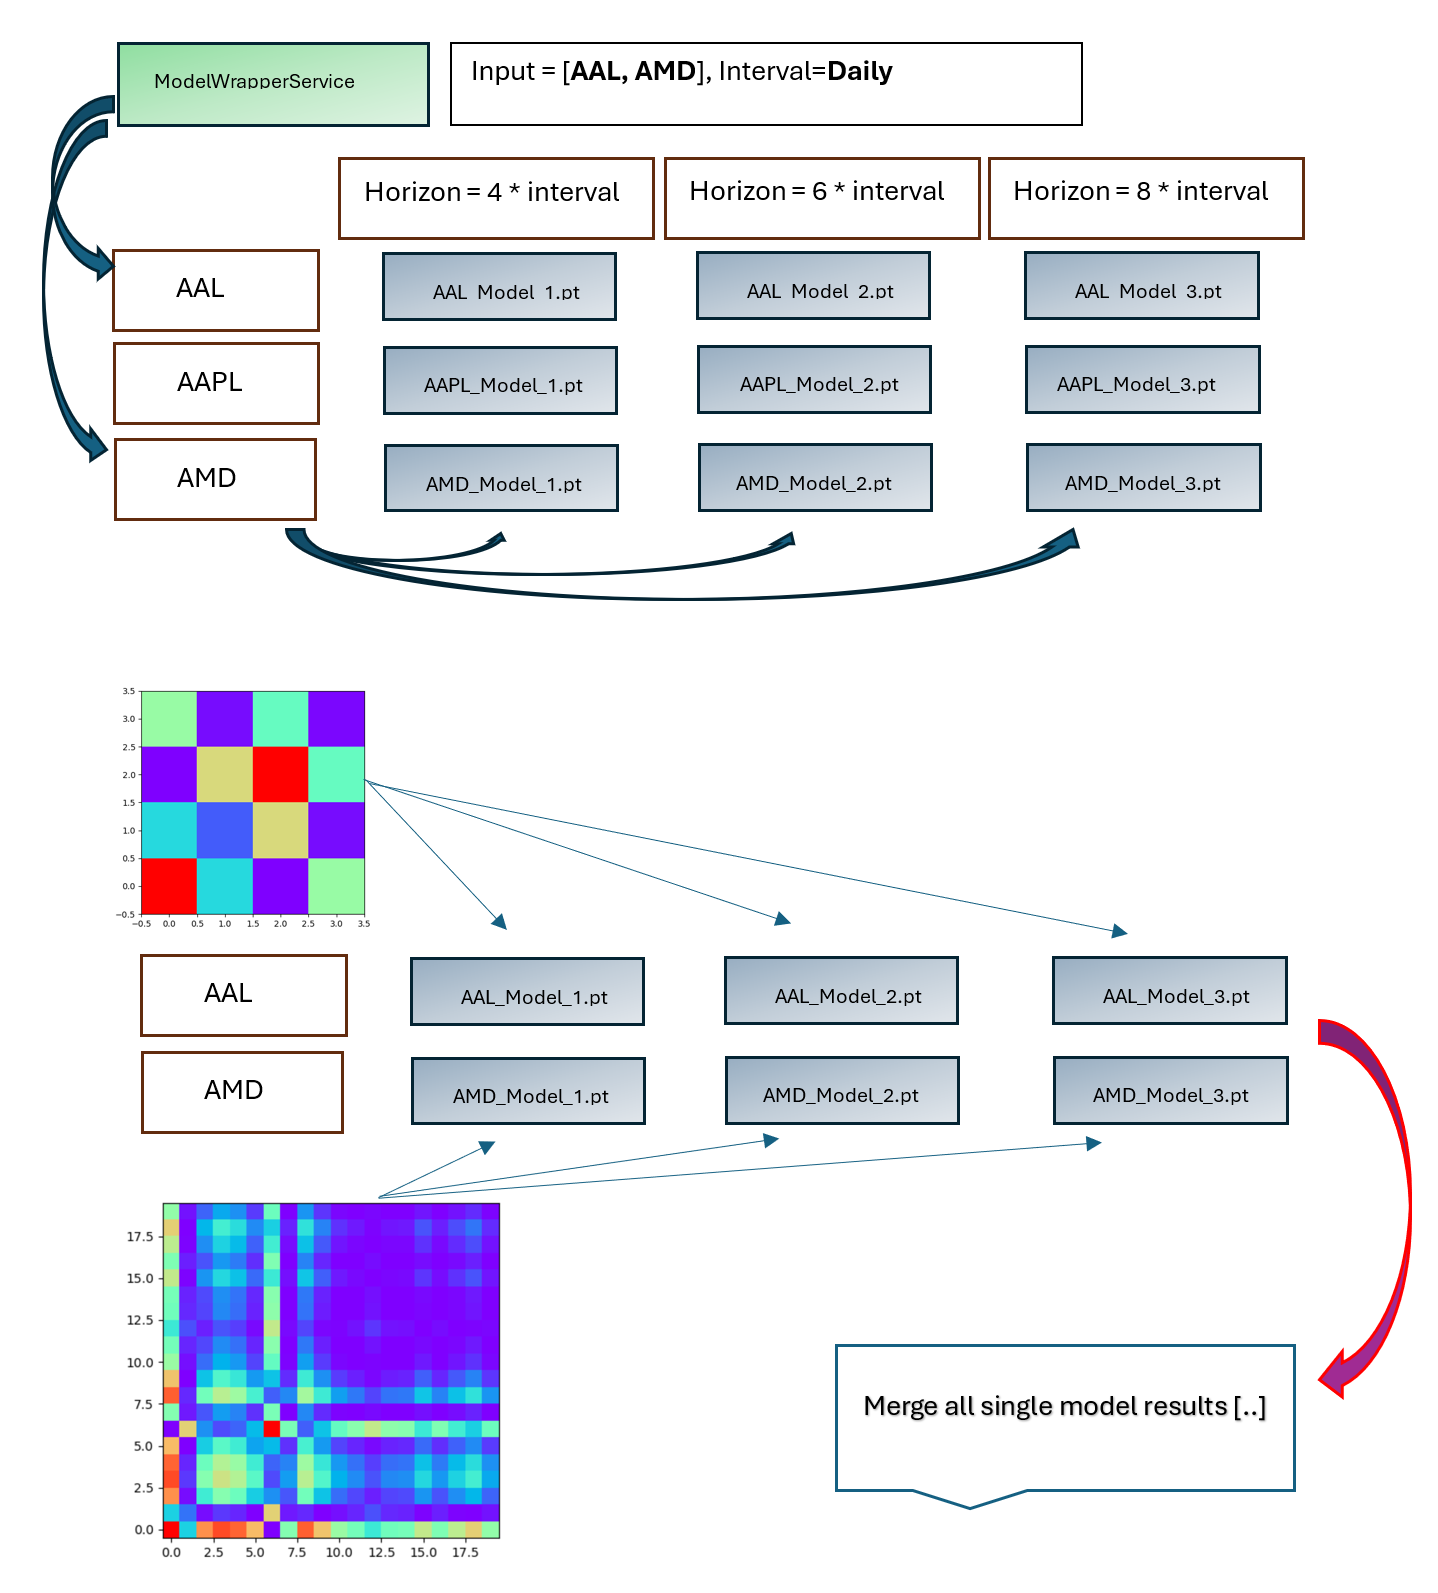 ModelWrapperService
Input = [AAL, AMD], Interval=Daily
Horizon = 4 * interval
Horizon = 6 * interval
Horizon = 8 * interval
AAL
AAL_Model_1.pt
AAL_Model_2.pt
AAL_Model_3.pt
AAPL
AAPL_Model_1.pt
AAPL_Model_2.pt
AAPL_Model_3.pt
AMD
AMD_Model_1.pt
AMD_Model_2.pt
AMD_Model_3.pt
3.5
3.0
2.5
2.0
1.5
1.0
0.5
0.0
−0.5
−0.5 0.0 0.5 1.0 1.5 2.0 2.5 3.0 3.5
AAL
AAL_Model_1.pt
AAL_Model_2.pt
AAL_Model_3.pt
AMD
AMD_Model_1.pt
AMD_Model_2.pt
AMD_Model_3.pt
17.5
15.0
12.5
10.0
7.5
5.0
2.5
0.0
0.0 2.5 5.0 7.5 10.0 12.5 15.0 17.5
Merge all single model results [..]